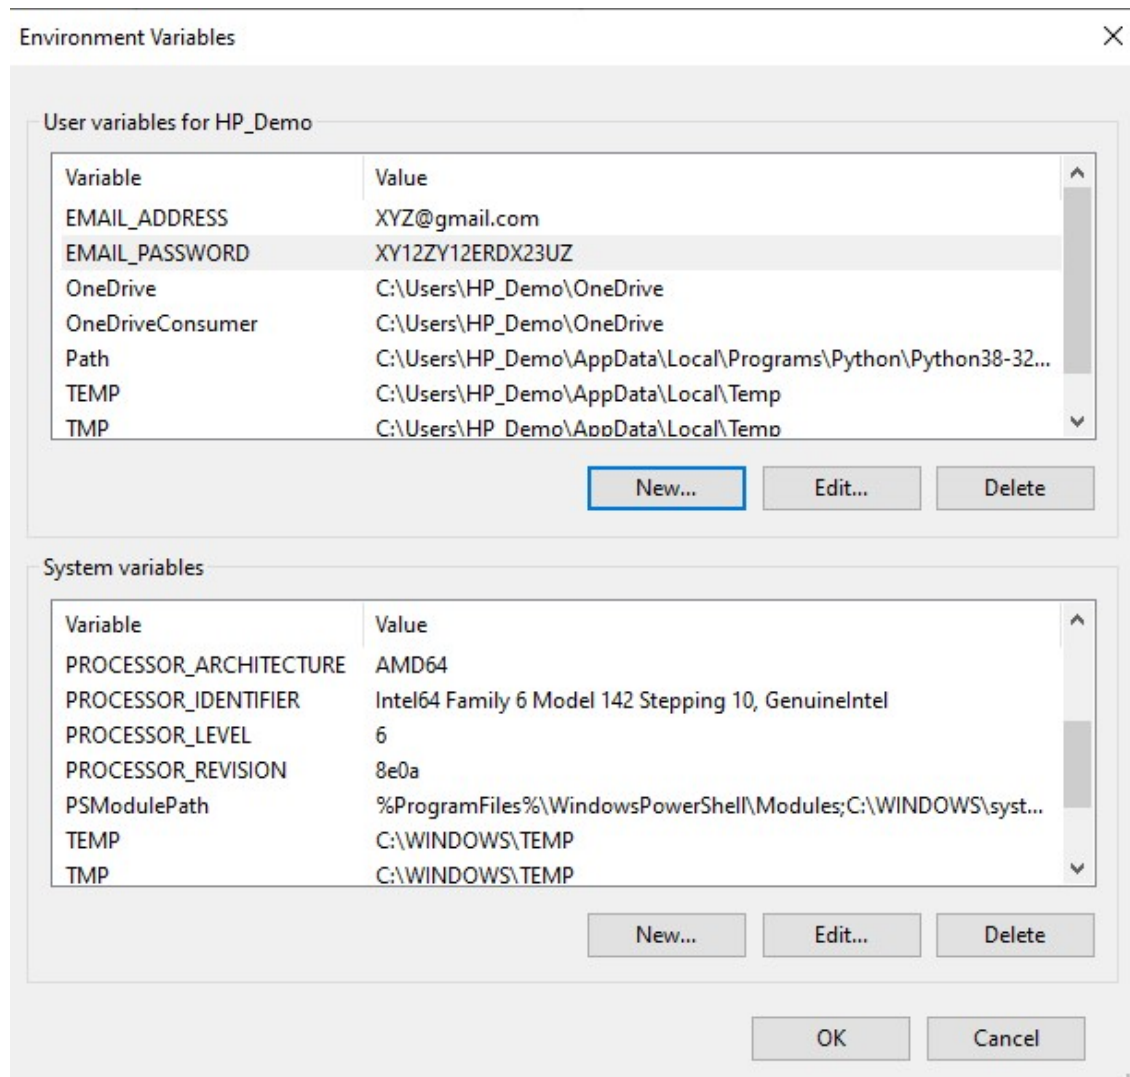 Environment Variables
User variables for HP_Demo
Variable Value
EMAIL_ADDRESS XYZ@gmail.com
EMAIL_PASSWORD XY12ZY12ERDX23UZ
OneDrive C:\Users\HP_Demo\OneDrive
OneDriveConsumer C:\Users\HP_Demo\OneDrive
Path C:\Users\HP_Demo\AppData\Local\Programs\Python\Python38-32...
TEMP C:\Users\HP_Demo\AppData\Local\Temp
TMP C:\Users\HP_Demo\AppData\Local\Temp
New... Edit... Delete
System variables
Variable Value
PROCESSOR_ARCHITECTURE AMD64
PROCESSOR_IDENTIFIER Intel64 Family 6 Model 142 Stepping 10, GenuineIntel
PROCESSOR_LEVEL 6
PROCESSOR_REVISION 8e0a
PSModulePath %ProgramFiles%\WindowsPowerShell\Modules;C:\WINDOWS\syst...
TEMP C:\WINDOWS\TEMP
TMP C:\WINDOWS\TEMP
New... Edit... Delete
OK Cancel